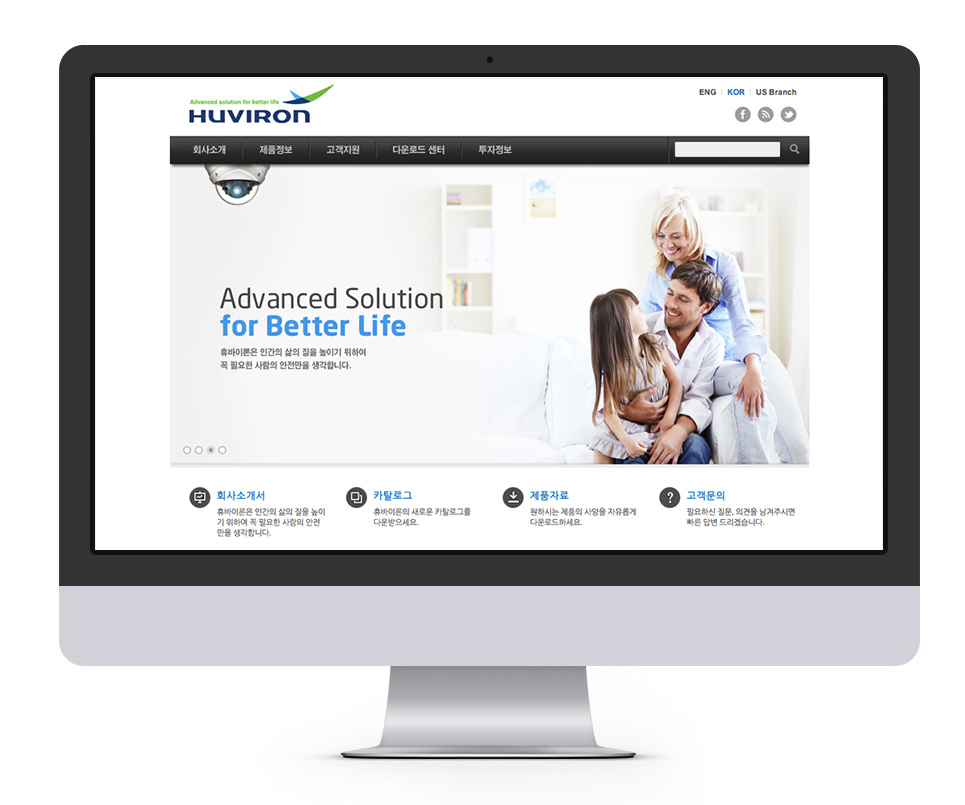 Advanced solution for better life
HUVIRON
ENG | KOR | US Branch
회사소개 제품정보 고객지원 다운로드 센터 투자정보
Advanced Solution
for Better Life
휴바이론은 인간의 삶의 질을 높이기 위하여
꼭 필요한 사람의 안전만을 생각합니다.
회사소개서
휴바이론은 인간의 삶의 질을 높이
기 위하여 꼭 필요한 사람의 안전
만을 생각합니다.
카탈로그
휴바이론의 새로운 카탈로그를
다운받으세요.
제품자료
원하시는 제품의 사양을 자유롭게
다운로드하세요.
고객문의
필요하신 질문, 의견을 남겨주시면
빠른 답변 드리겠습니다.